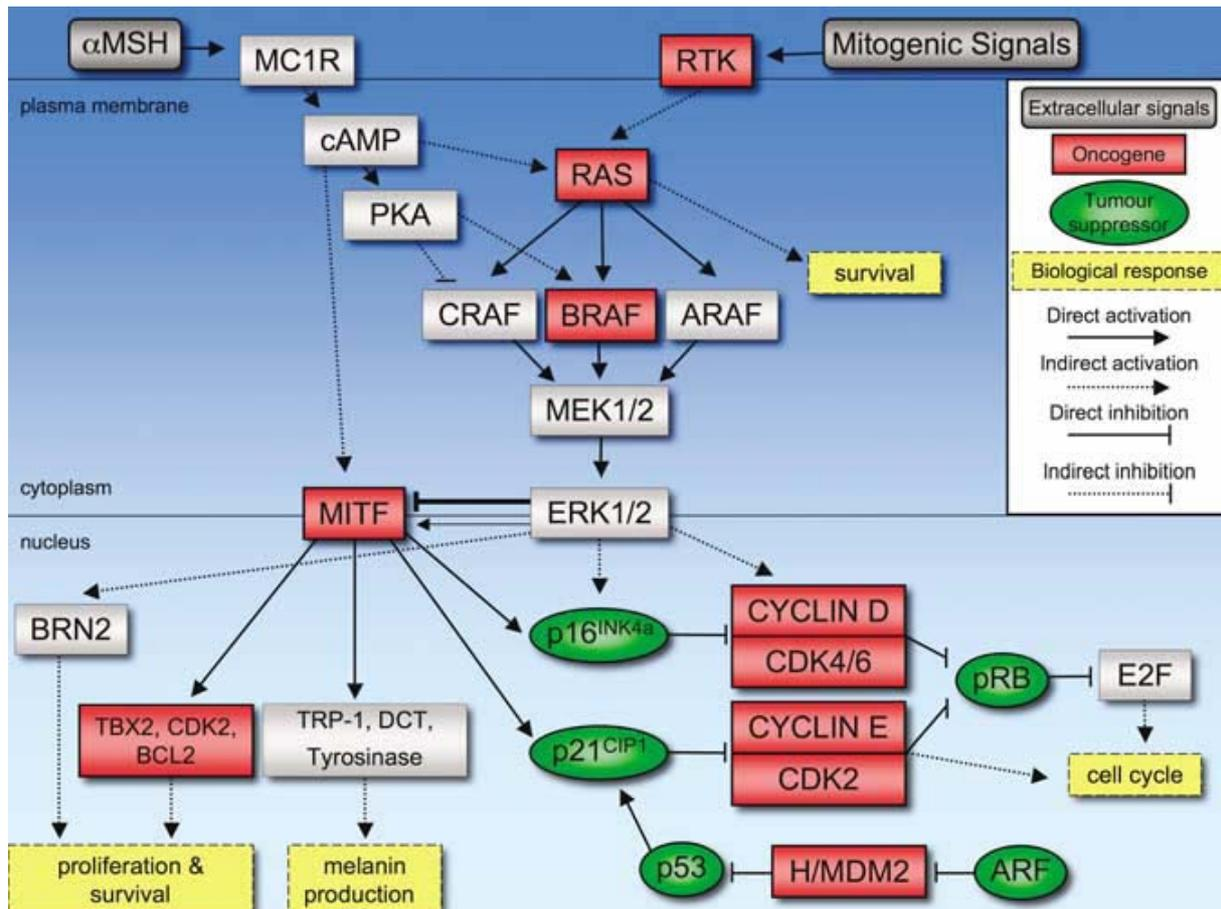 αMSH
MC1R
RTK
Mitogenic Signals
plasma membrane
cAMP
RAS
PKA
survival
CRAF
BRAF
ARAF
MEK1/2
cytoplasm
MITF
ERK1/2
nucleus
BRN2
p16INK4a
CYCLIN D
CDK4/6
pRB
E2F
TBX2, CDK2,
BCL2
TRP-1, DCT,
Tyrosinase
p21CIP1
CYCLIN E
CDK2
cell cycle
proliferation &
survival
melanin
production
p53
H/MDM2
ARF
Extracellular signals
Oncogene
Tumour
suppressor
Biological response
Direct activation
Indirect activation
Direct inhibition
Indirect inhibition